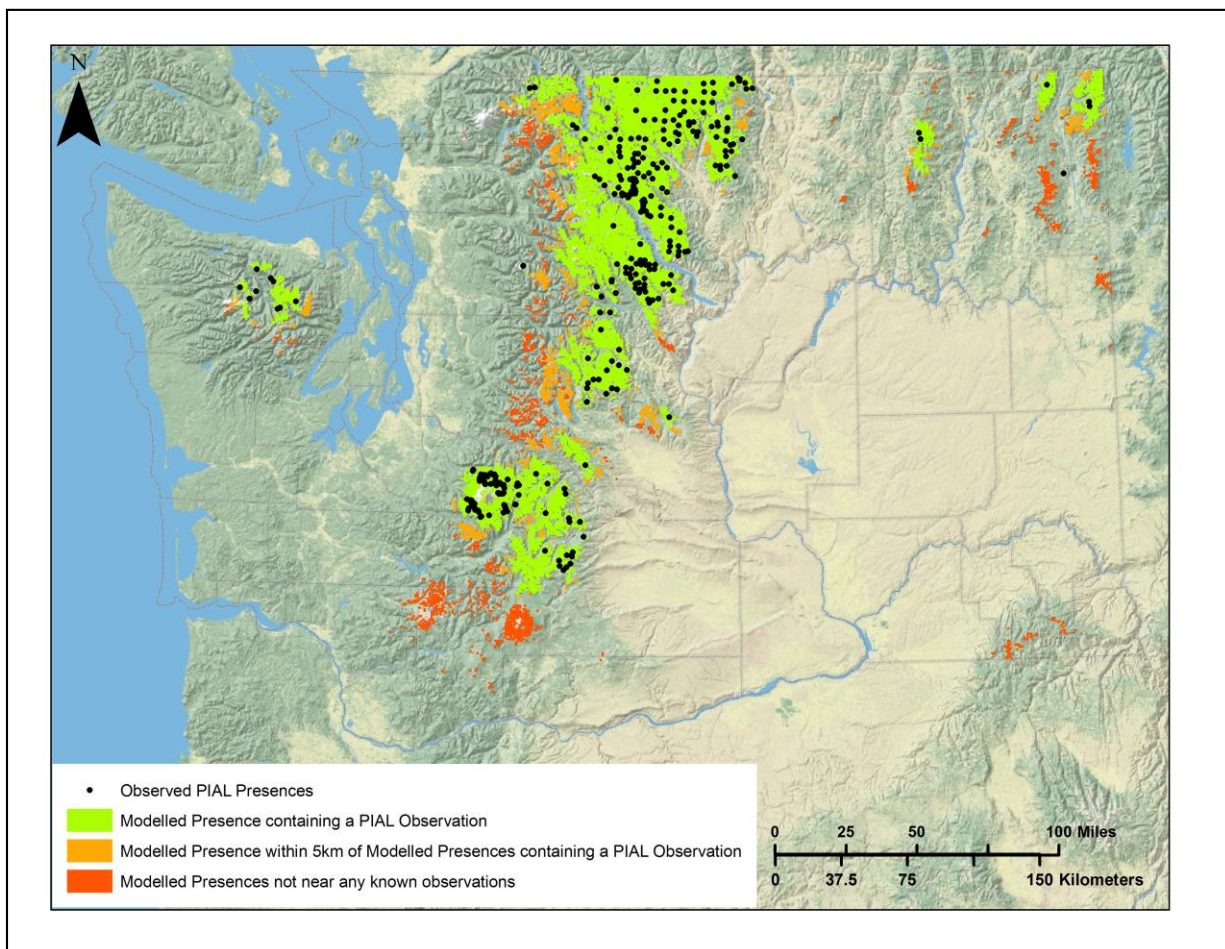 N
Observed PIAL Presences
Modelled Presence containing a PIAL Observation
Modelled Presence within 5km of Modelled Presences containing a PIAL Observation
Modelled Presences not near any known observations
0 25 50 100 Miles
0 37.5 75 150 Kilometers